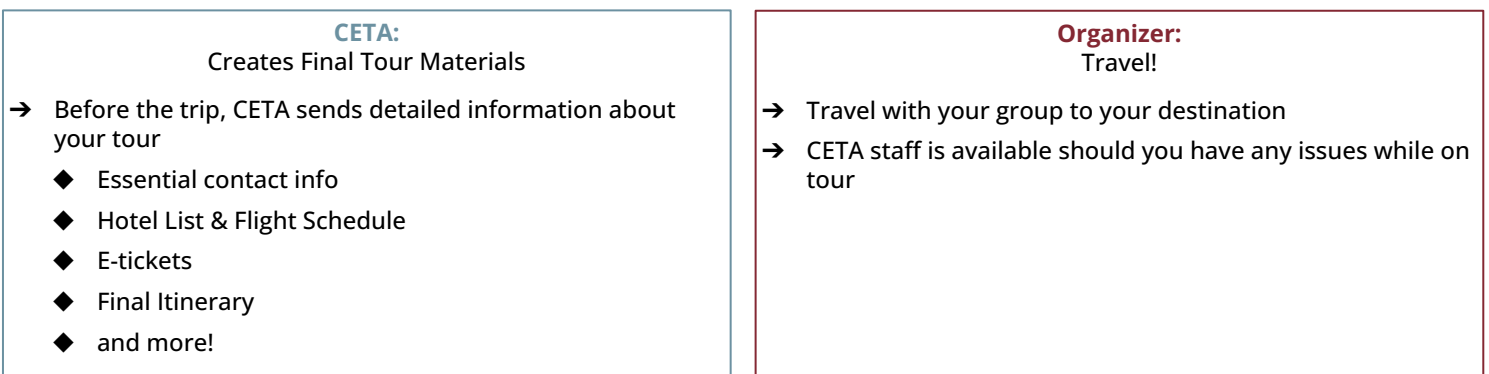 CETA:
Creates Final Tour Materials
➔ Before the trip, CETA sends detailed information about
your tour
◆ Essential contact info
◆ Hotel List & Flight Schedule
◆ E-tickets
◆ Final Itinerary
◆ and more!
Organizer:
Travel!
➔ Travel with your group to your destination
➔ CETA staff is available should you have any issues while on
tour